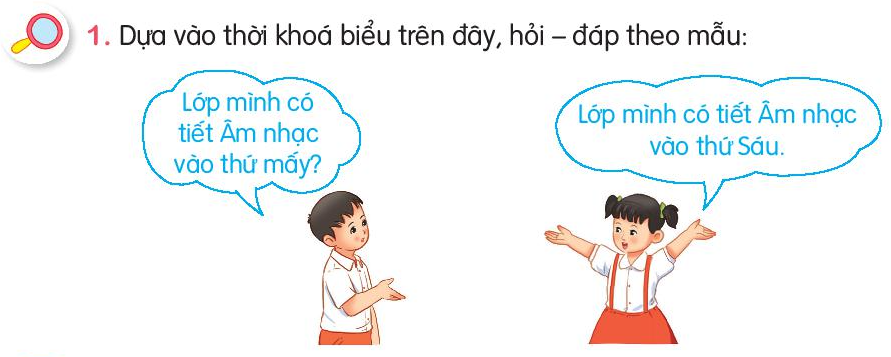 1. Dựa vào thời khoá biểu trên đây, hỏi – đáp theo mẫu:
Lớp mình có
tiết Âm nhạc
vào thứ mấy?
Lớp mình có tiết Âm nhạc
vào thứ Sáu.